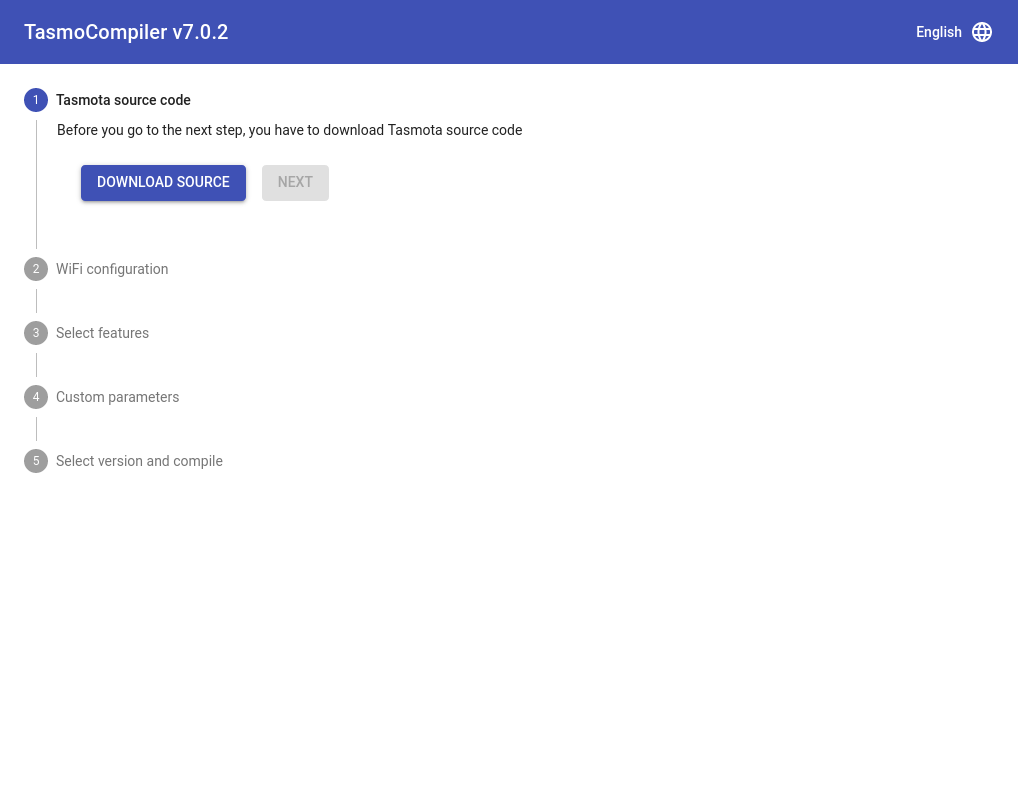 TasmoCompiler v7.0.2
English
1 Tasmota source code
Before you go to the next step, you have to download Tasmota source code
DOWNLOAD SOURCE NEXT
2 WiFi configuration
3 Select features
4 Custom parameters
5 Select version and compile